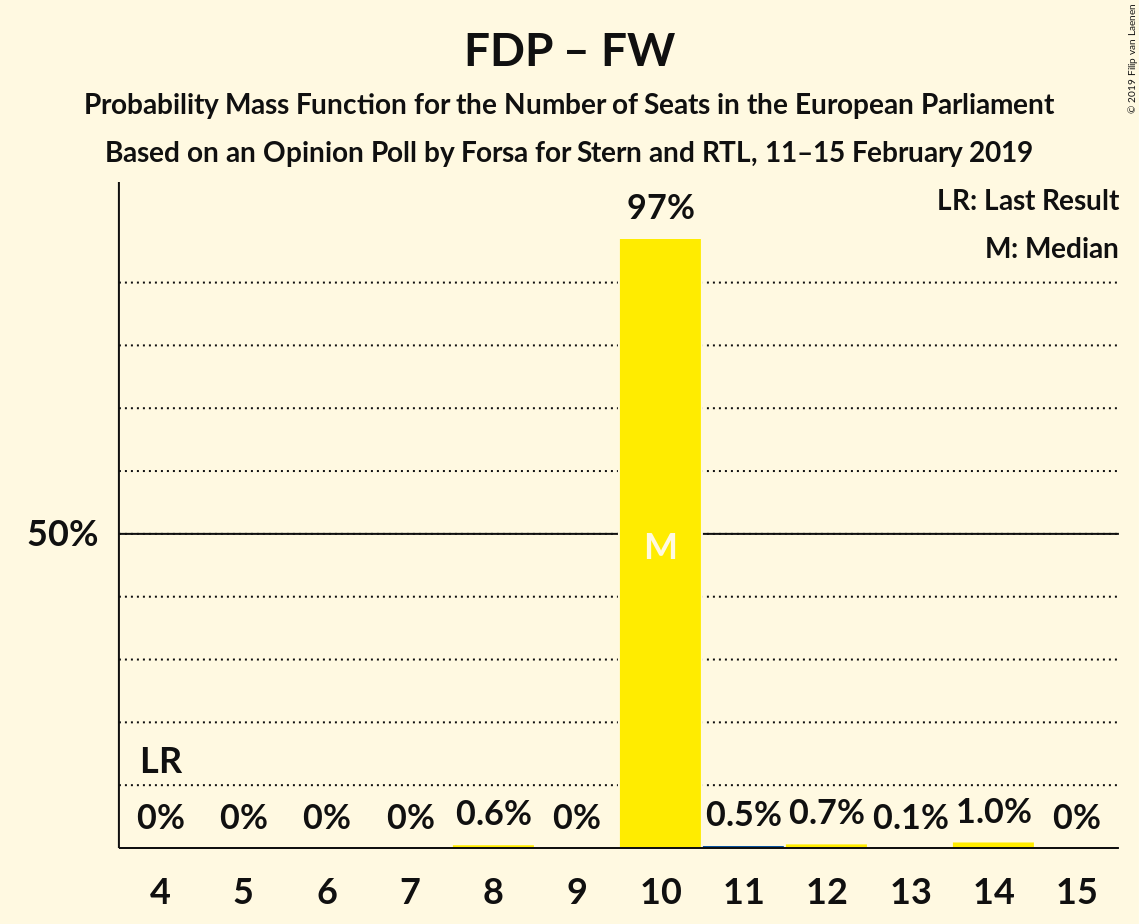 FDP – FW
Probability Mass Function for the Number of Seats in the European Parliament
Based on an Opinion Poll by Forsa for Stern and RTL, 11–15 February 2019
© 2019 Filip van Laenen
LR: Last Result
M: Median
97%
50%
M
LR
0% 0% 0% 0% 0.6% 0% 0.5% 0.7% 0.1% 1.0% 0%
4 5 6 7 8 9 10 11 12 13 14 15